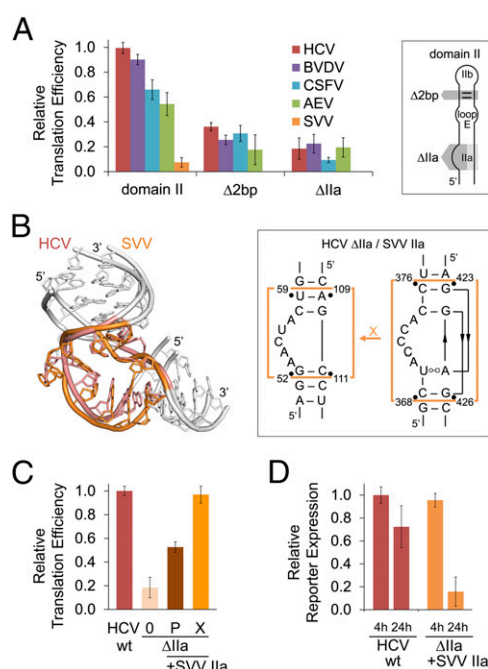 A
Relative
Translation Efficiency
1.0
0.8
0.6
0.4
0.2
0
HCV
BVDV
CSFV
AEV
SVV
domain II
Δ2bp
ΔIIa
domain II
IIb
Δ2bp
loop
E
ΔIIa
IIa
5'
B
HCV
SVV
3'
5'
5'
3'
HCV ΔIIa / SVV IIa
5'
G – C
59 U – A 109
C G
U
A
A
C
52 G – C 111
A – U
5'
X
5'
U – A
376 C – G 423
C G
A G
C
C
C
A
U A
368 C – G 426
G – C
5'
C
Relative
Translation Efficiency
1.0
0.8
0.6
0.4
0.2
0
HCV
wt
0 P X
ΔIIa
+SVV IIa
D
Relative
Reporter Expression
1.0
0.8
0.6
0.4
0.2
0
4h 24h 4h 24h
HCV
wt
ΔIIa
+SVV IIa